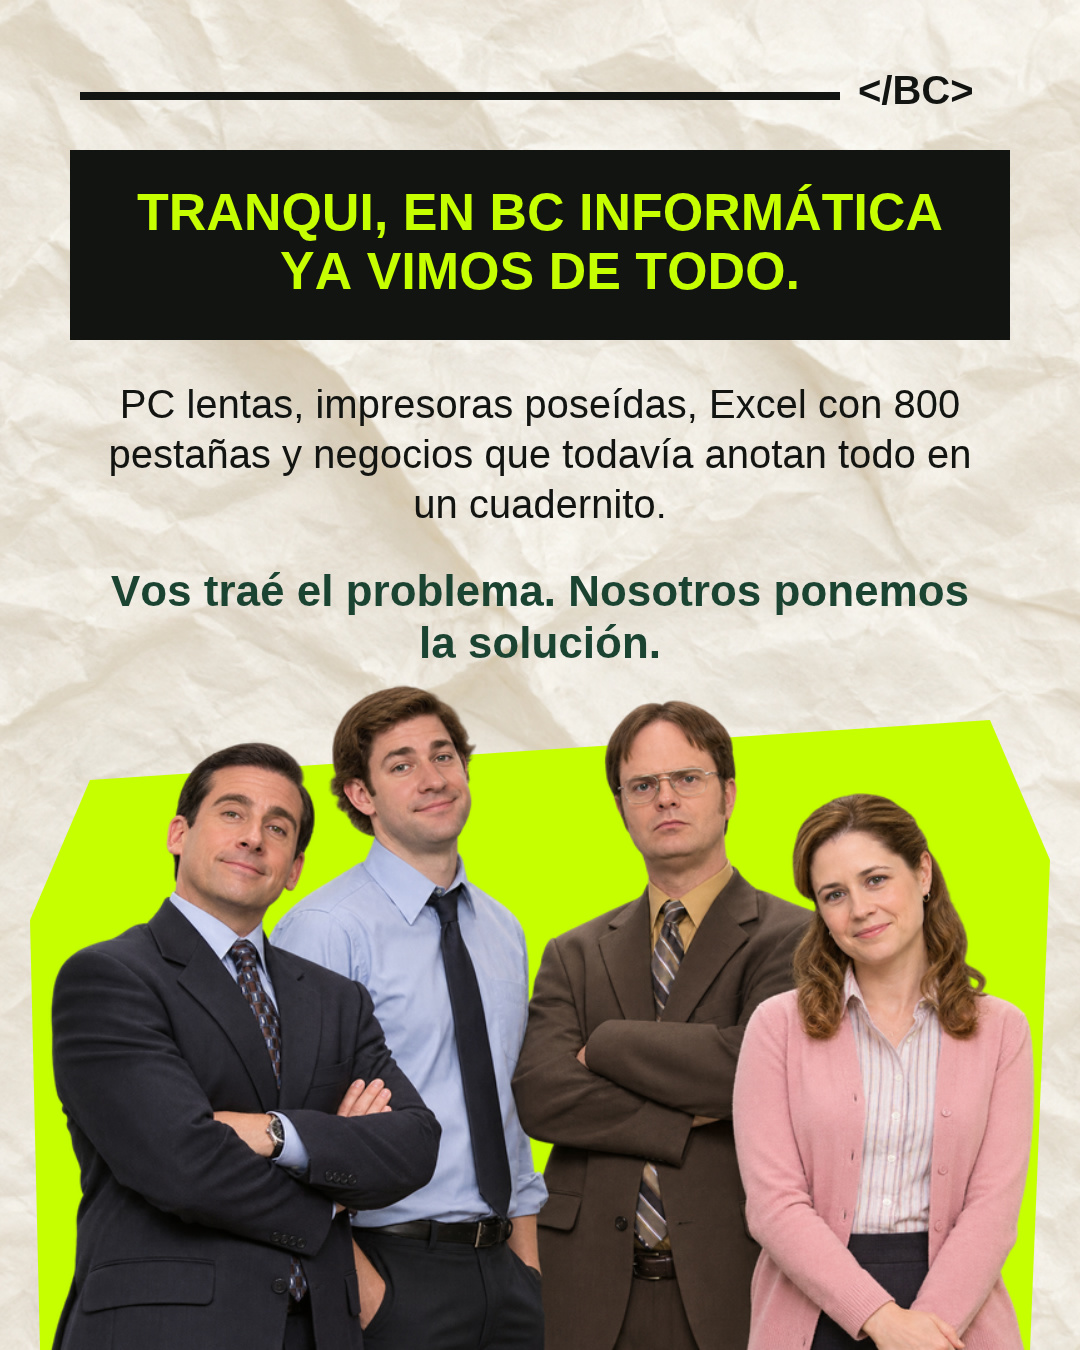 </BC>
TRANQUI, EN BC INFORMÁTICA
YA VIMOS DE TODO.
PC lentas, impresoras poseídas, Excel con 800
pestañas y negocios que todavía anotan todo en
un cuadernito.
Vos traé el problema. Nosotros ponemos
la solución.